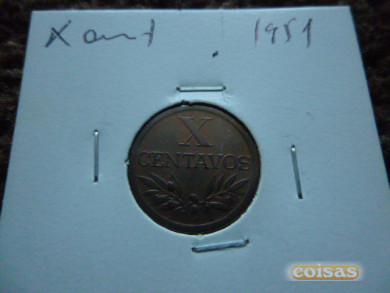 X cent 1951
X
CENTAVOS
coisas